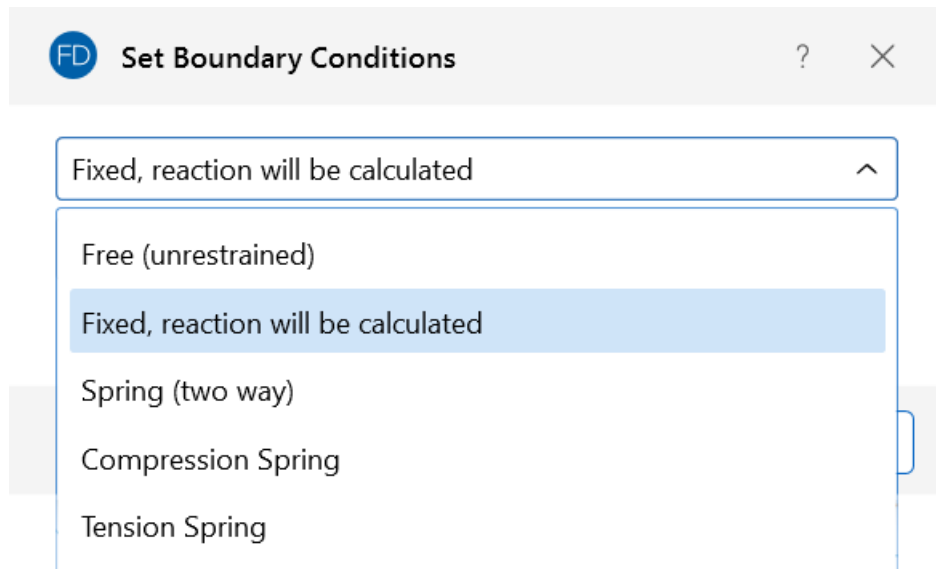 FD Set Boundary Conditions ?
Fixed, reaction will be calculated
Free (unrestrained)
Fixed, reaction will be calculated
Spring (two way)
Compression Spring
Tension Spring